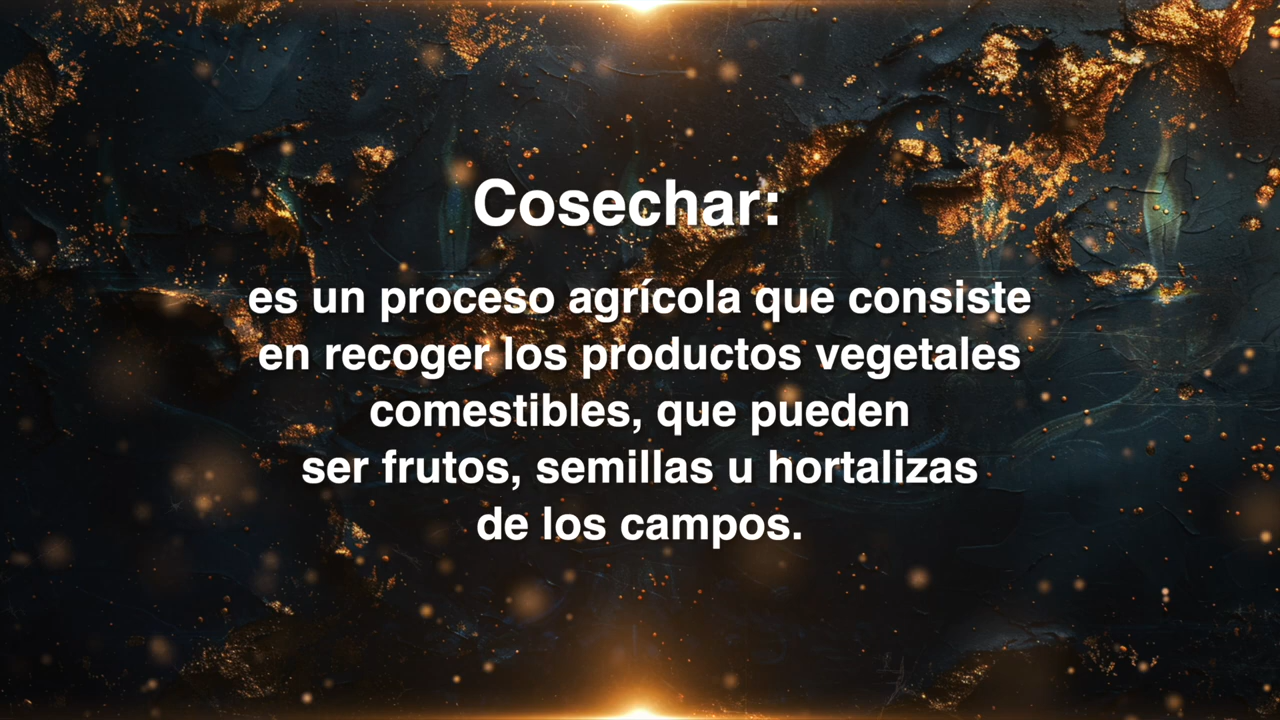 Cosechar:
es un proceso agrícola que consiste
en recoger los productos vegetales
comestibles, que pueden
ser frutos, semillas u hortalizas
de los campos.